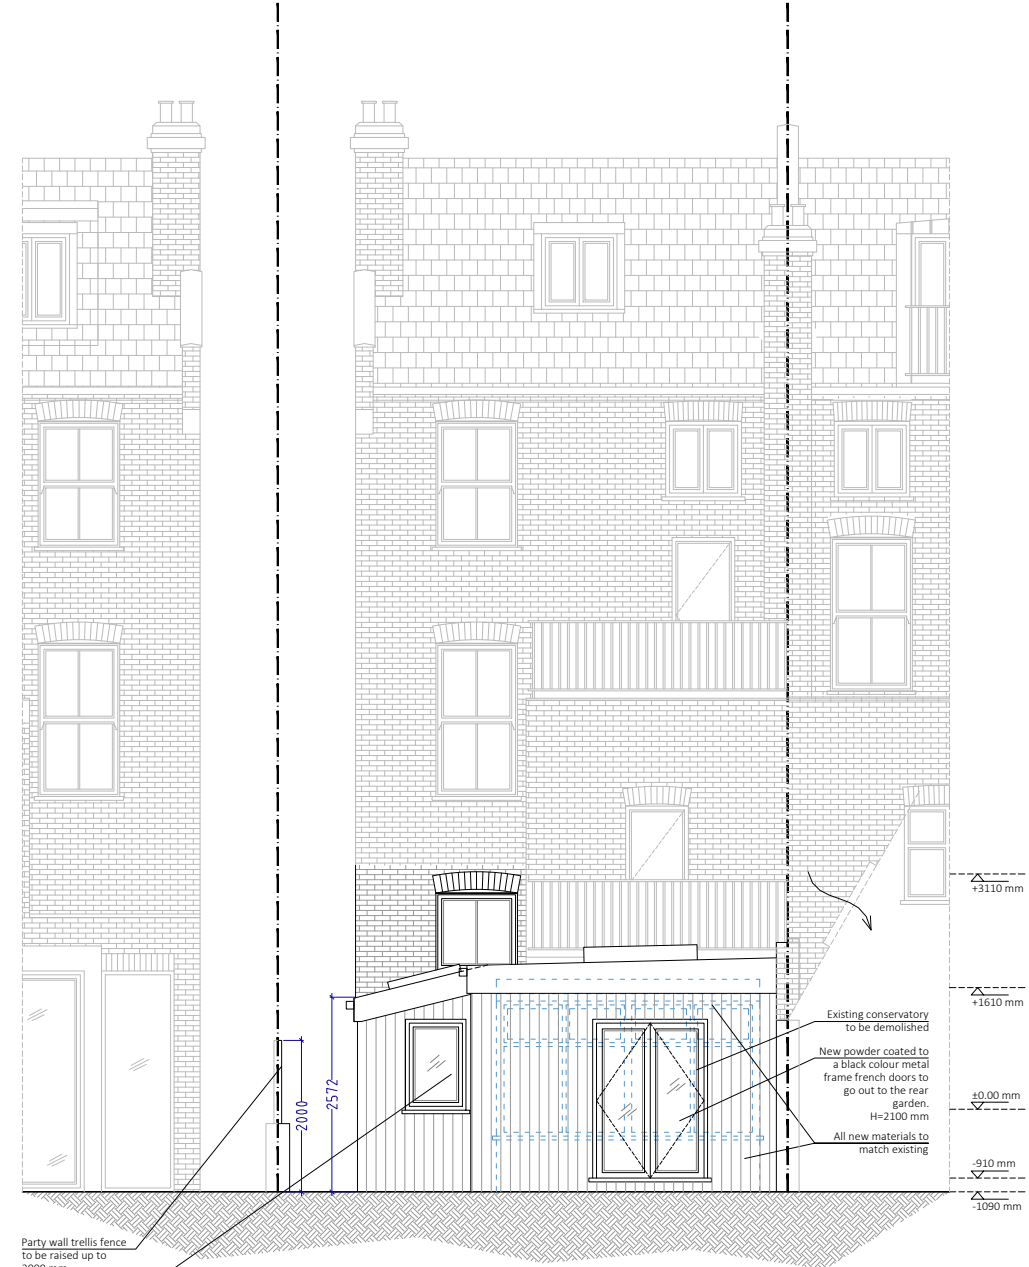 +3110 mm
+1610 mm
Existing conservatory
to be demolished
New powder coated to
a black colour metal
frame french doors to
go out to the rear
garden.
H=2100 mm
±0.00 mm
All new materials to
match existing
-910 mm
-1090 mm
2000
2572
Party wall trellis fence
to be raised up to
2000 mm